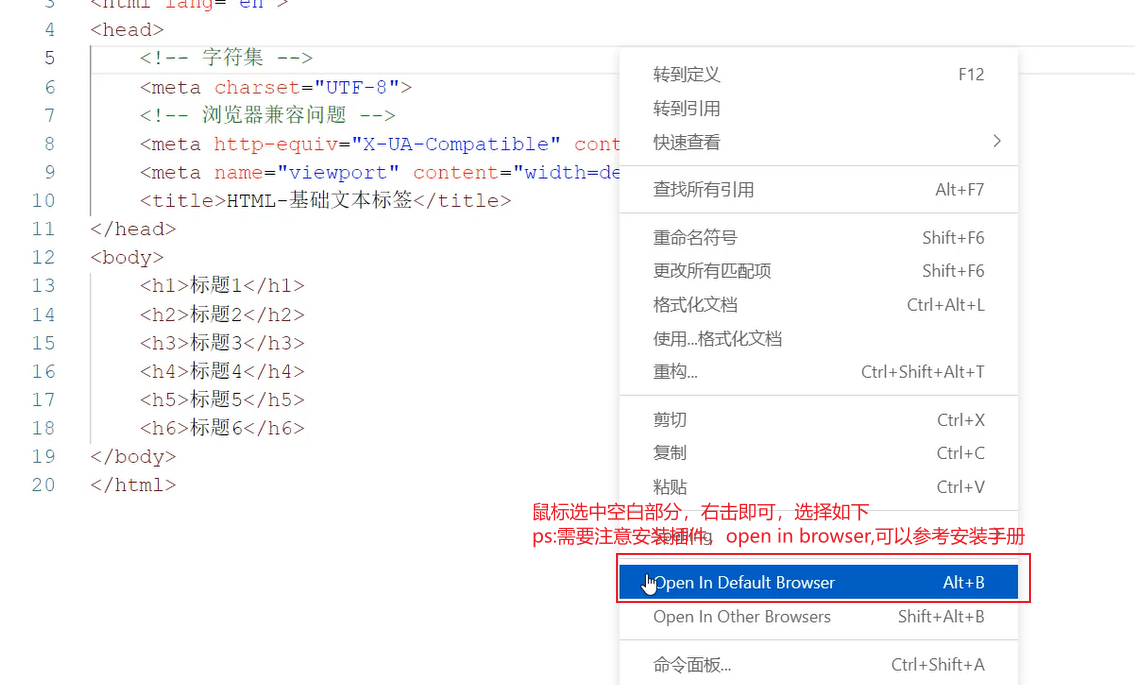 3 <html lang="en">
4 <head>
5 <!-- 字符集 -->
6 <meta charset="UTF-8">
7 <!-- 浏览器兼容问题 -->
8 <meta http-equiv="X-UA-Compatible" cont
9 <meta name="viewport" content="width=de
10 <title>HTML-基础文本标签</title>
11 </head>
12 <body>
13 <h1>标题1</h1>
14 <h2>标题2</h2>
15 <h3>标题3</h3>
16 <h4>标题4</h4>
17 <h5>标题5</h5>
18 <h6>标题6</h6>
19 </body>
20 </html>
转到定义 F12
转到引用
快速查看
查找所有引用 Alt+F7
重命名符号 Shift+F6
更改所有匹配项 Shift+F6
格式化文档 Ctrl+Alt+L
使用...格式化文档
重构... Ctrl+Shift+Alt+T
剪切 Ctrl+X
复制 Ctrl+C
粘贴 Ctrl+V
鼠标选中空白部分，右击即可，选择如下
ps:需要注意安装插件，open in browser,可以参考安装手册
Open In Default Browser Alt+B
Open In Other Browsers Shift+Alt+B
命令面板... Ctrl+Shift+A